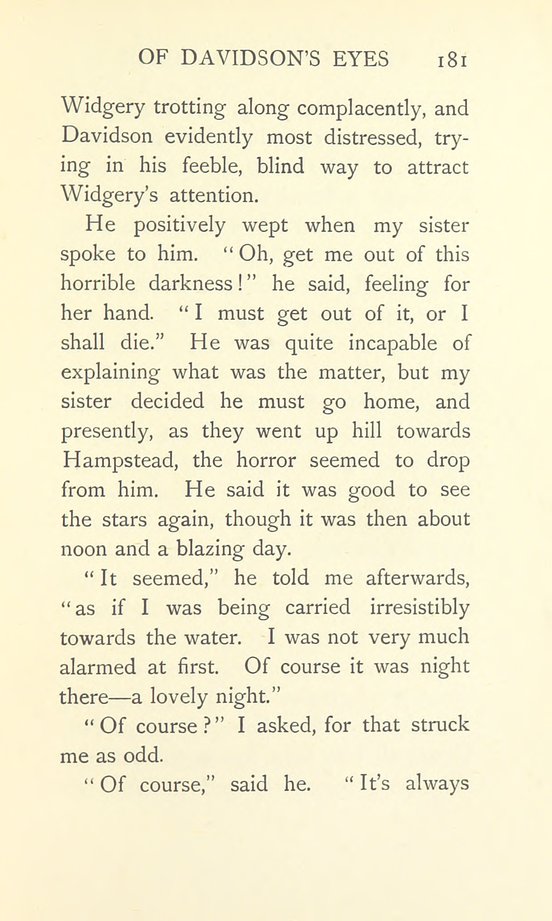 OF DAVIDSON'S EYES 181
Widgery trotting along complacently, and
Davidson evidently most distressed, try-
ing in his feeble, blind way to attract
Widgery's attention.
He positively wept when my sister
spoke to him. "Oh, get me out of this
horrible darkness!" he said, feeling for
her hand. "I must get out of it, or I
shall die." He was quite incapable of
explaining what was the matter, but my
sister decided he must go home, and
presently, as they went up hill towards
Hampstead, the horror seemed to drop
from him. He said it was good to see
the stars again, though it was then about
noon and a blazing day.
"It seemed," he told me afterwards,
"as if I was being carried irresistibly
towards the water. I was not very much
alarmed at first. Of course it was night
there—a lovely night."
"Of course?" I asked, for that struck
me as odd.
"Of course," said he. "It's always